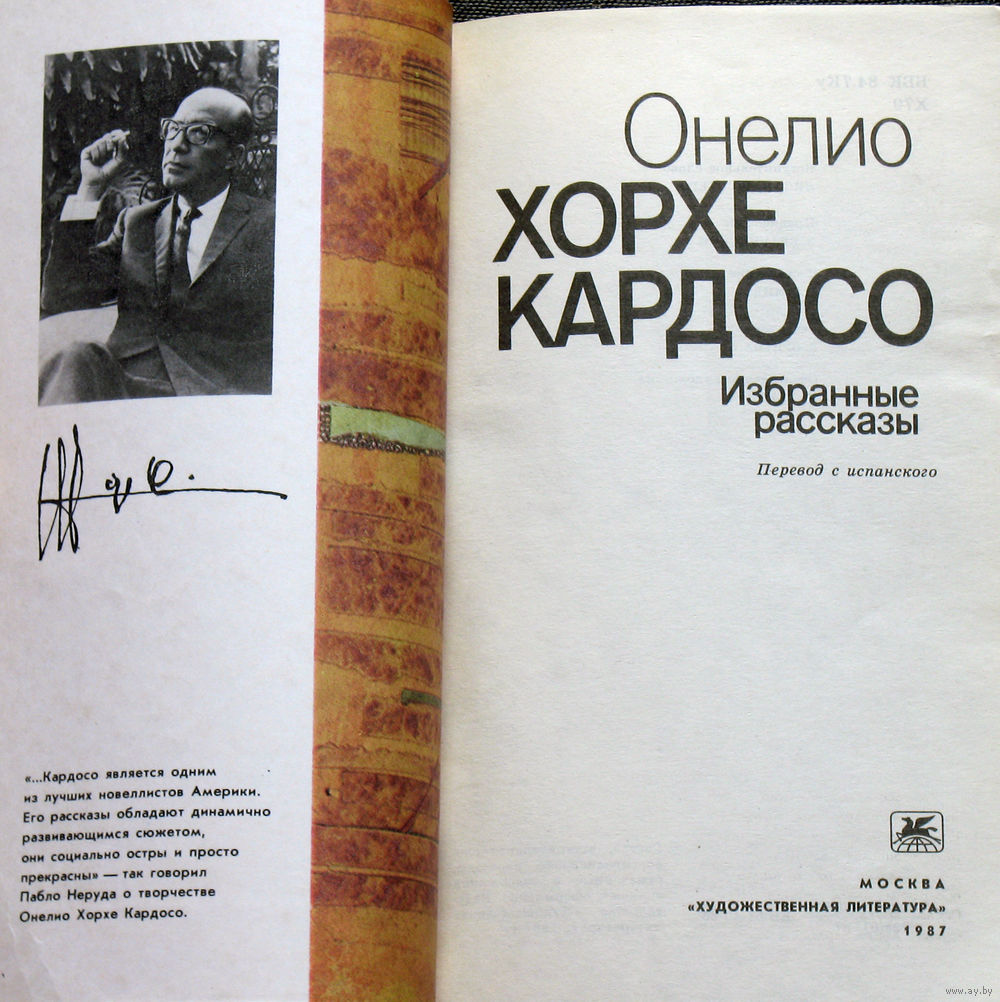 «...Кардосо является одним
из лучших новеллистов Америки.
Его рассказы обладают динамично
развивающимся сюжетом,
они социально остры и просто
прекрасны» — так говорил
Пабло Неруда о творчестве
Онелио Хорхе Кардосо.
Онелио
ХОРХЕ
КАРДОСО
Избранные
рассказы
Перевод с испанского
МОСКВА
«ХУДОЖЕСТВЕННАЯ ЛИТЕРАТУРА»
1987
www.ay.by